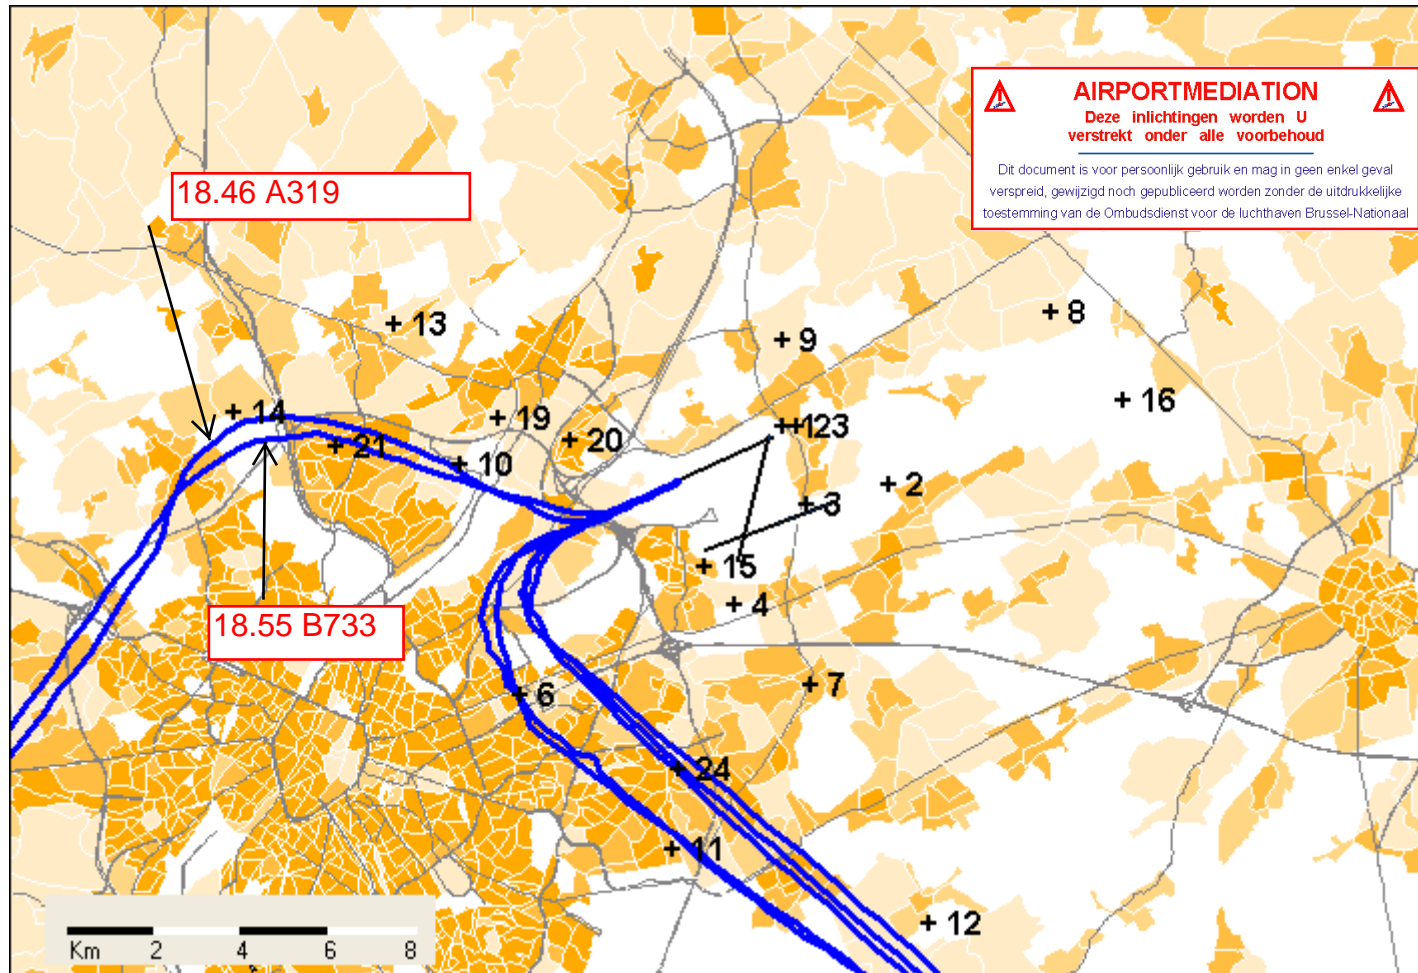 AIRPORTMEDIATION
Deze inlichtingen worden U
verstrekt onder alle voorbehoud
Dit document is voor persoonlijk gebruik en mag in geen enkel geval
verspreid, gewijzigd noch gepubliceerd worden zonder de uitdrukkelijke
toestemming van de Ombudsdienst voor de luchthaven Brussel-Nationaal
18.46 A319
+ 8
+ 13
+ 9
+ 16
+ 14
+ 19
++123
+ 20
+ 21
+ 10
+ 2
+ 3
+ 15
+ 4
18.55 B733
+ 7
+ 6
+ 24
+ 11
+ 12
Km 2 4 6 8